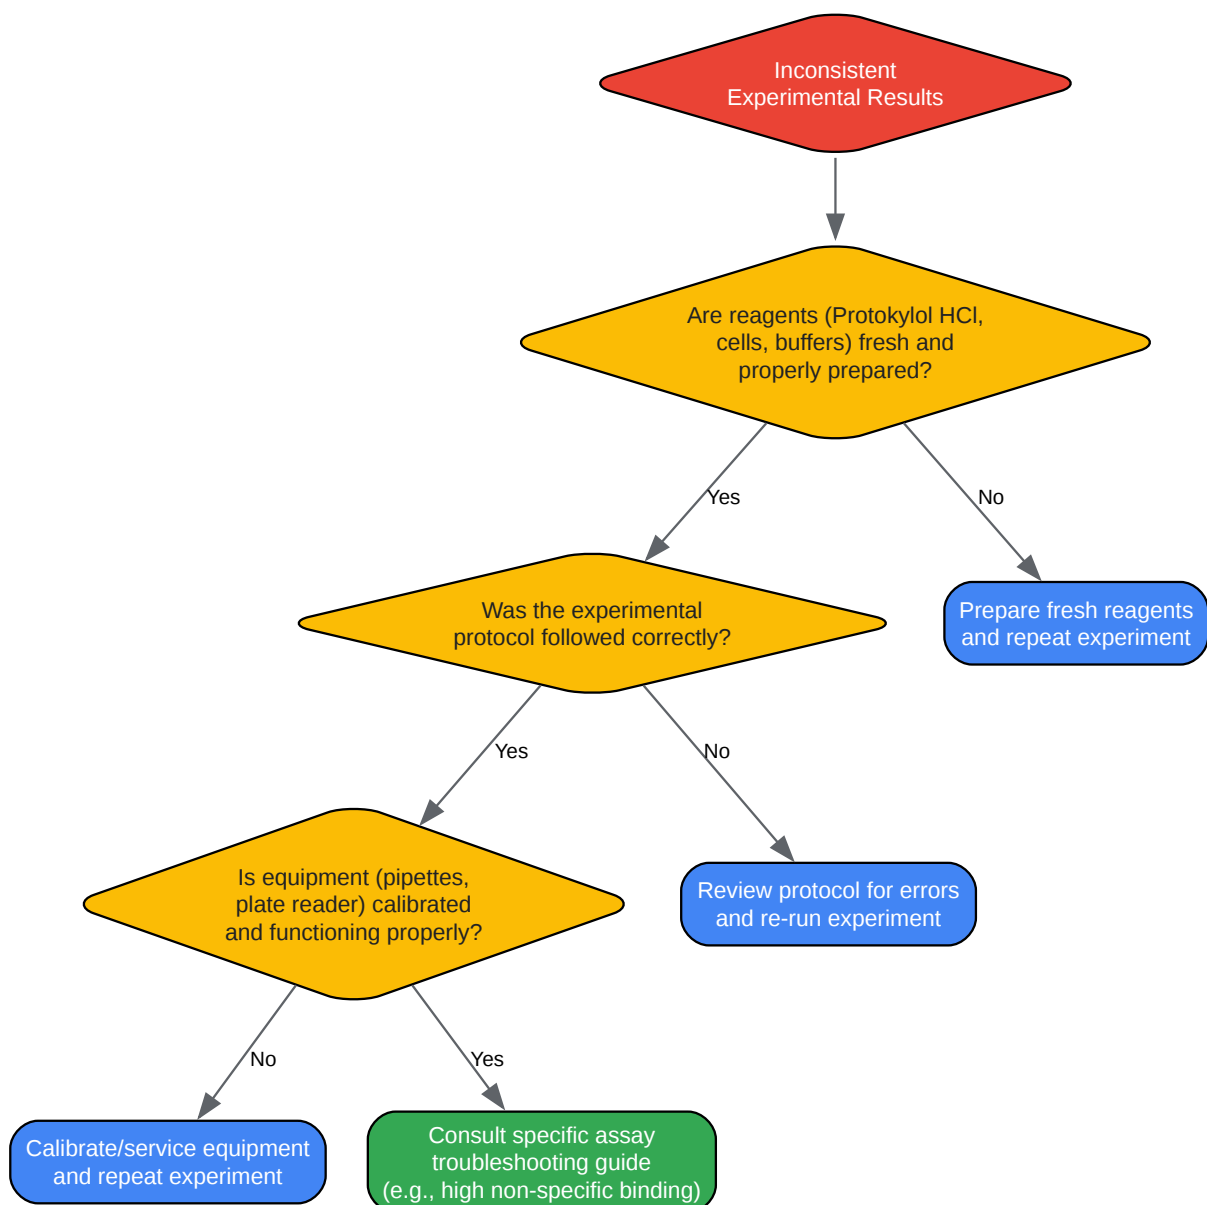 Inconsistent
Experimental Results
Are reagents (Protokylol HCl,
cells, buffers) fresh and
properly prepared?
Yes
No
Was the experimental
protocol followed correctly?
Prepare fresh reagents
and repeat experiment
Yes
No
Is equipment (pipettes,
plate reader) calibrated
and functioning properly?
Review protocol for errors
and re-run experiment
No
Yes
Calibrate/service equipment
and repeat experiment
Consult specific assay
troubleshooting guide
(e.g., high non-specific binding)